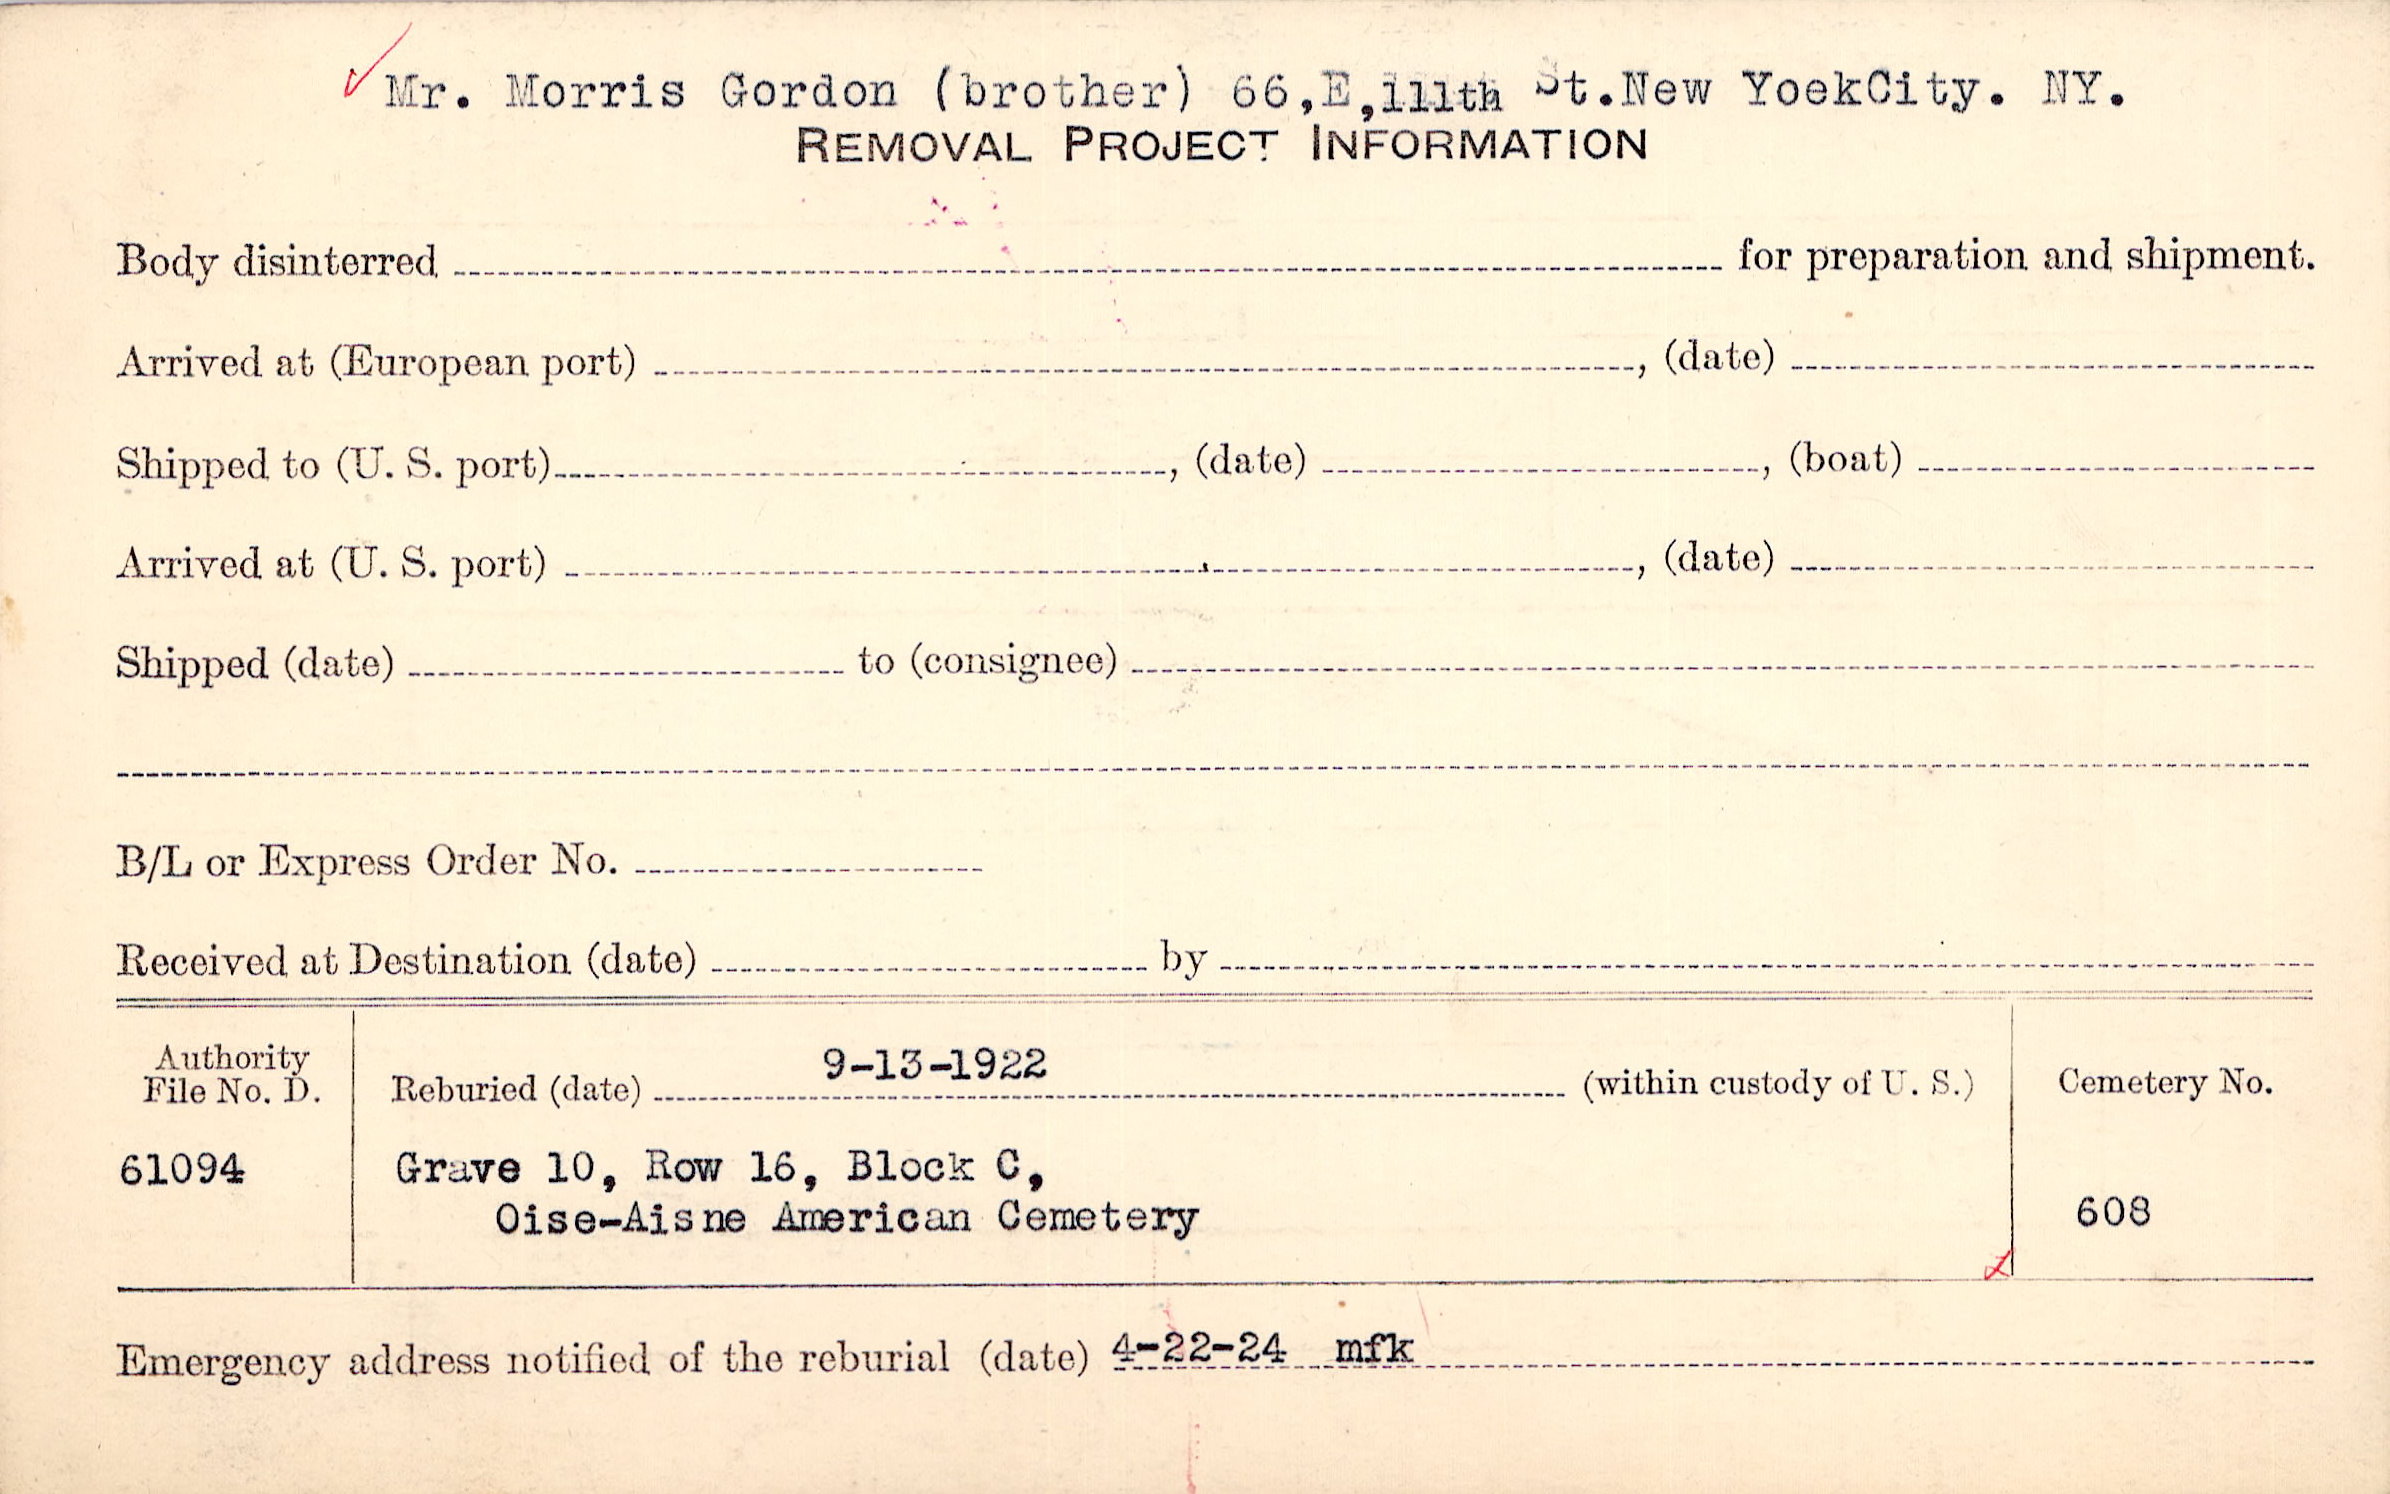 Mr. Morris Gordon (brother) 66,E,111th St.New YoekCity. NY.
REMOVAL PROJECT INFORMATION
Body disinterred for preparation and shipment.
Arrived at (European port) , (date)
Shipped to (U. S. port) , (date) , (boat)
Arrived at (U. S. port) , (date)
Shipped (date) to (consignee)
B/L or Express Order No.
Received at Destination (date) by
Authority
File No. D.
61094
Reburied (date) 9-13-1922 (within custody of U. S.)
Grave 10, Row 16, Block C,
Oise-Aisne American Cemetery
Cemetery No.
608
Emergency address notified of the reburial (date) 4-22-24 mfk